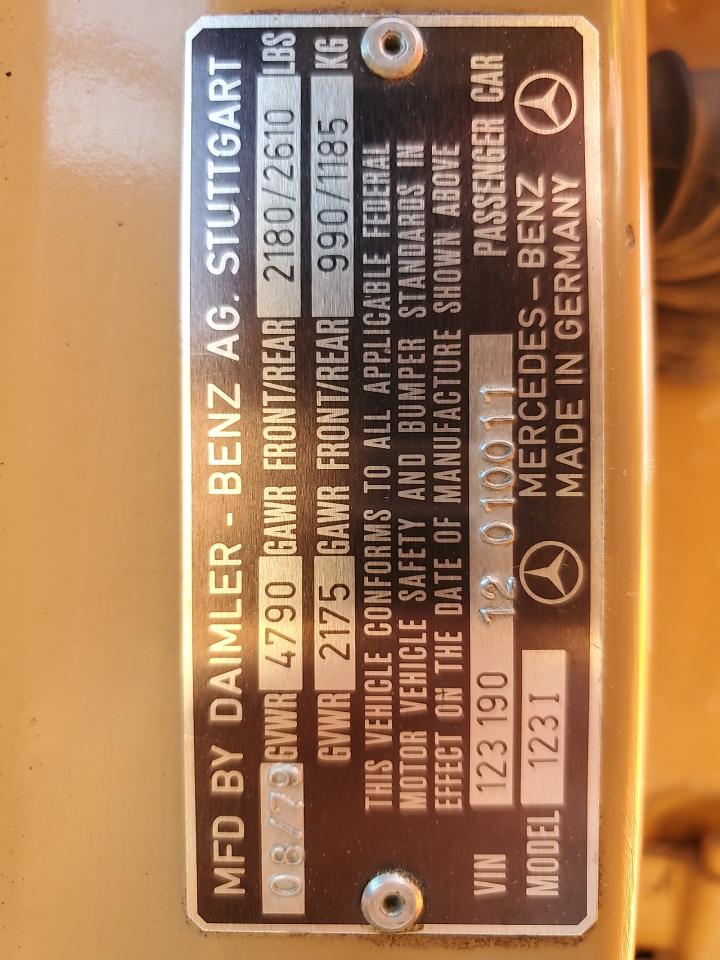 MFD BY DAIMLER - BENZ AG. STUTTGART
08/79 GVWR 4790 GAWR FRONT/REAR 2180/2610 LBS
GVWR 2175 GAWR FRONT/REAR 990/1185 KG
THIS VEHICLE CONFORMS TO ALL APPLICABLE FEDERAL
MOTOR VEHICLE SAFETY AND BUMPER STANDARDS IN
EFFECT ON THE DATE OF MANUFACTURE SHOWN ABOVE
VIN 123 190 12 010011 PASSENGER CAR
MODEL 123 I MERCEDES-BENZ
MADE IN GERMANY